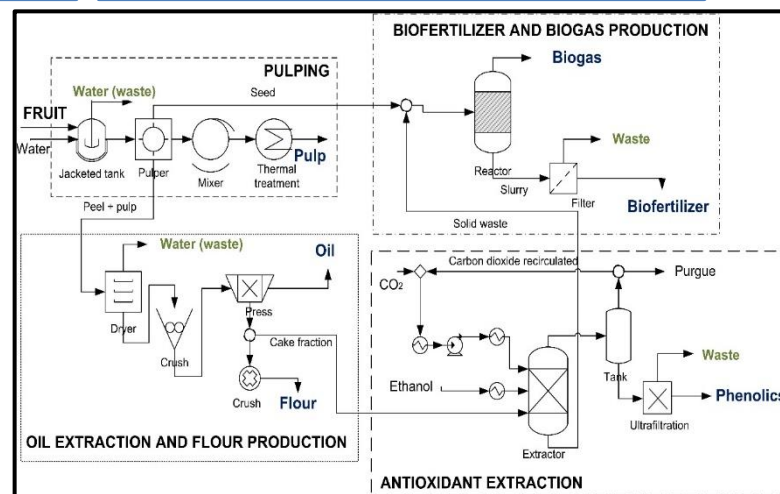 BIOFERTILIZER AND BIOGAS PRODUCTION
Biogas
PULPING
Water (waste)
Seed
FRUIT
Water
Waste
Jacketed tank
Pulper
Mixer
Thermal
treatment
Pulp
Reactor
Slurry
Filter
Biofertilizer
Peel + pulp
Solid waste
Water (waste)
Oil
Carbon dioxide recirculated
Purgue
CO₂
Dryer
Press
Crush
Cake fraction
Tank
Waste
Ethanol
Phenolics
Crush
Flour
Ultrafiltration
Extractor
OIL EXTRACTION AND FLOUR PRODUCTION
ANTIOXIDANT EXTRACTION